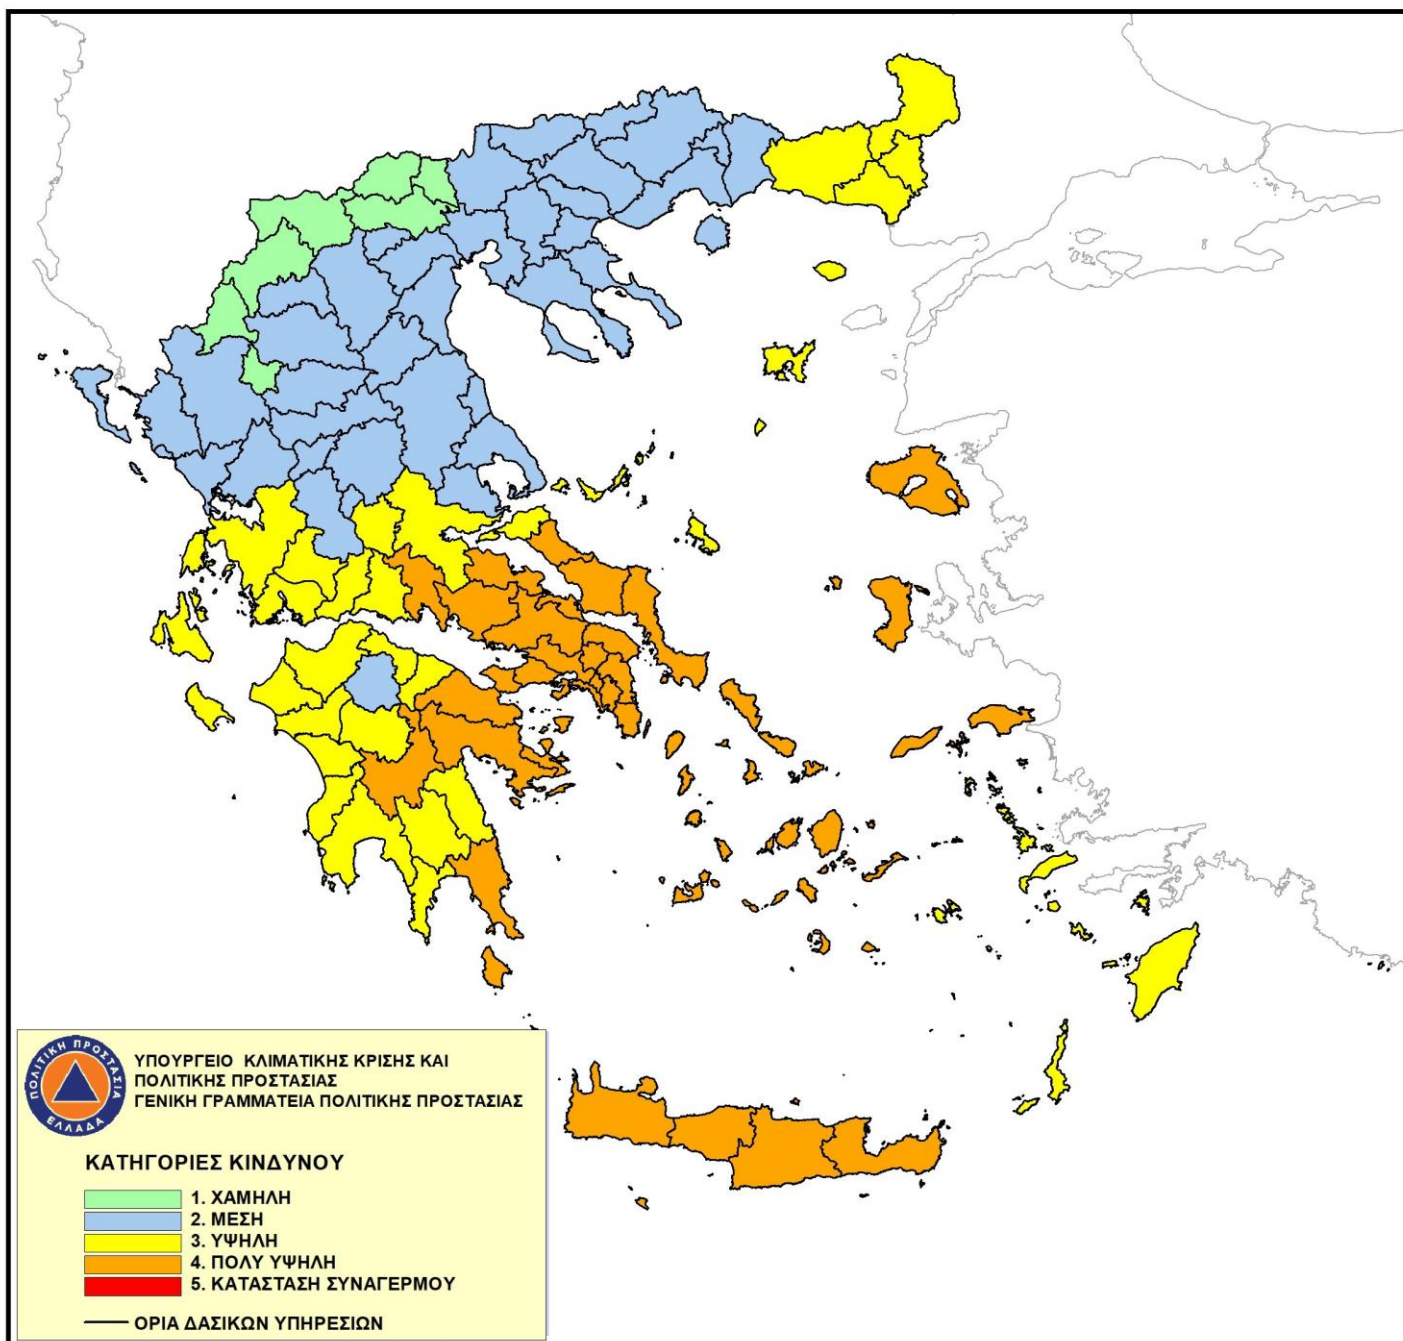 ΠΟΛΙΤΙΚΗ ΠΡΟΣΤΑΣΙΑ
ΕΛΛΑΔΑ
ΥΠΟΥΡΓΕΙΟ ΚΛΙΜΑΤΙΚΗΣ ΚΡΙΣΗΣ ΚΑΙ
ΠΟΛΙΤΙΚΗΣ ΠΡΟΣΤΑΣΙΑΣ
ΓΕΝΙΚΗ ΓΡΑΜΜΑΤΕΙΑ ΠΟΛΙΤΙΚΗΣ ΠΡΟΣΤΑΣΙΑΣ
ΚΑΤΗΓΟΡΙΕΣ ΚΙΝΔΥΝΟΥ
1. ΧΑΜΗΛΗ
2. ΜΕΣΗ
3. ΥΨΗΛΗ
4. ΠΟΛΥ ΥΨΗΛΗ
5. ΚΑΤΑΣΤΑΣΗ ΣΥΝΑΓΕΡΜΟΥ
ΟΡΙΑ ΔΑΣΙΚΩΝ ΥΠΗΡΕΣΙΩΝ